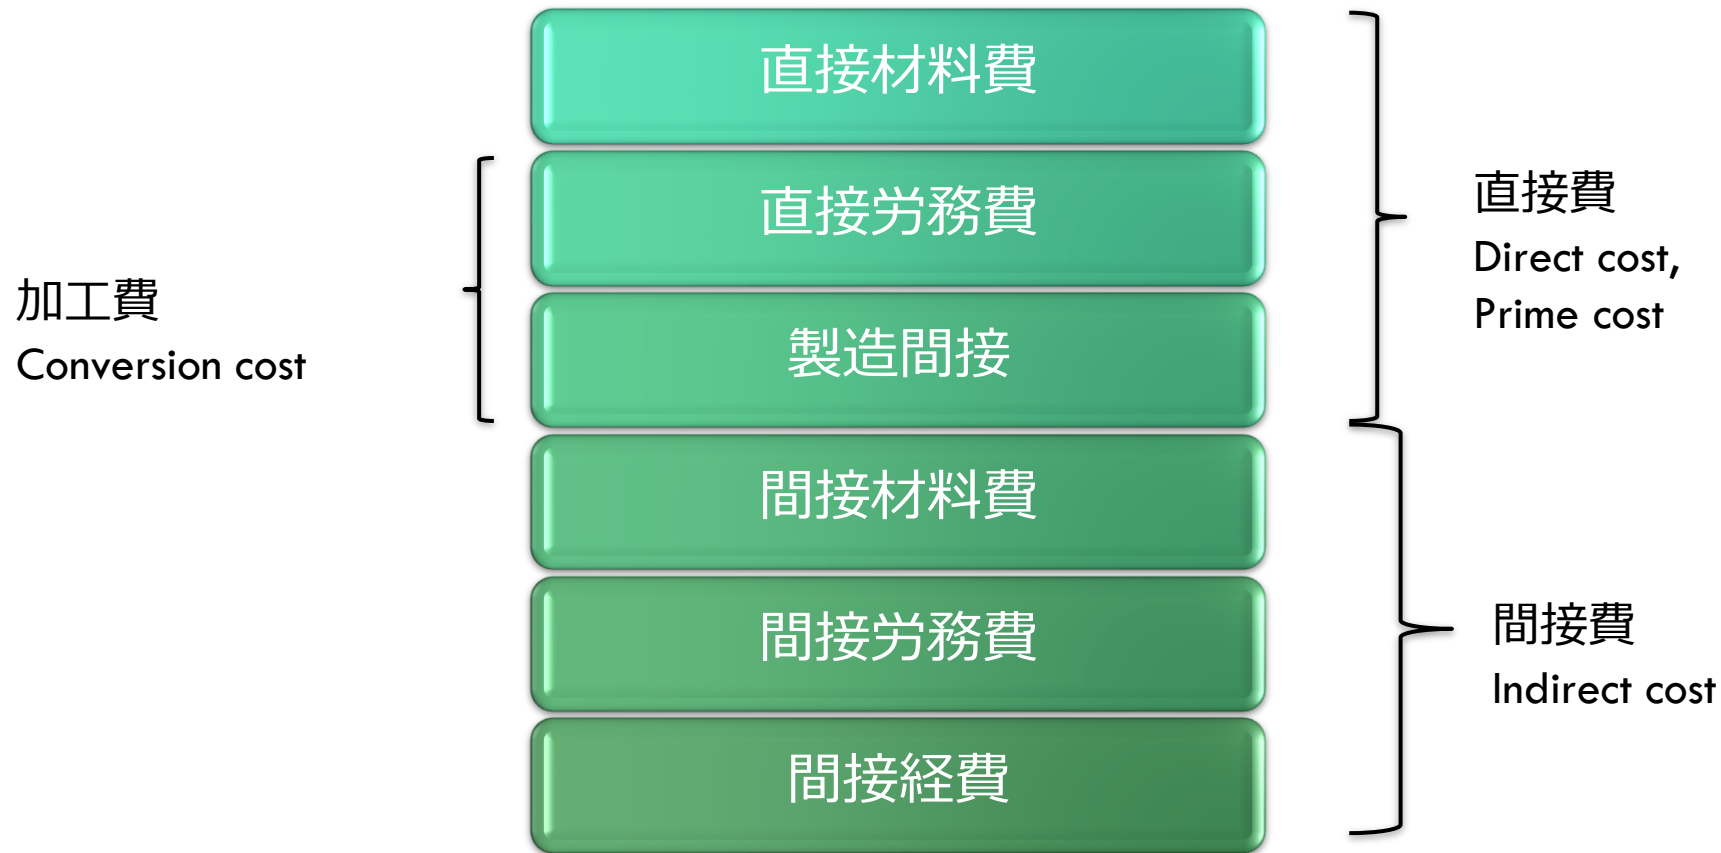 直接材料費
直接労務費
製造間接
間接材料費
間接労務費
間接経費
加工費
Conversion cost
直接費
Direct cost,
Prime cost
間接費
Indirect cost